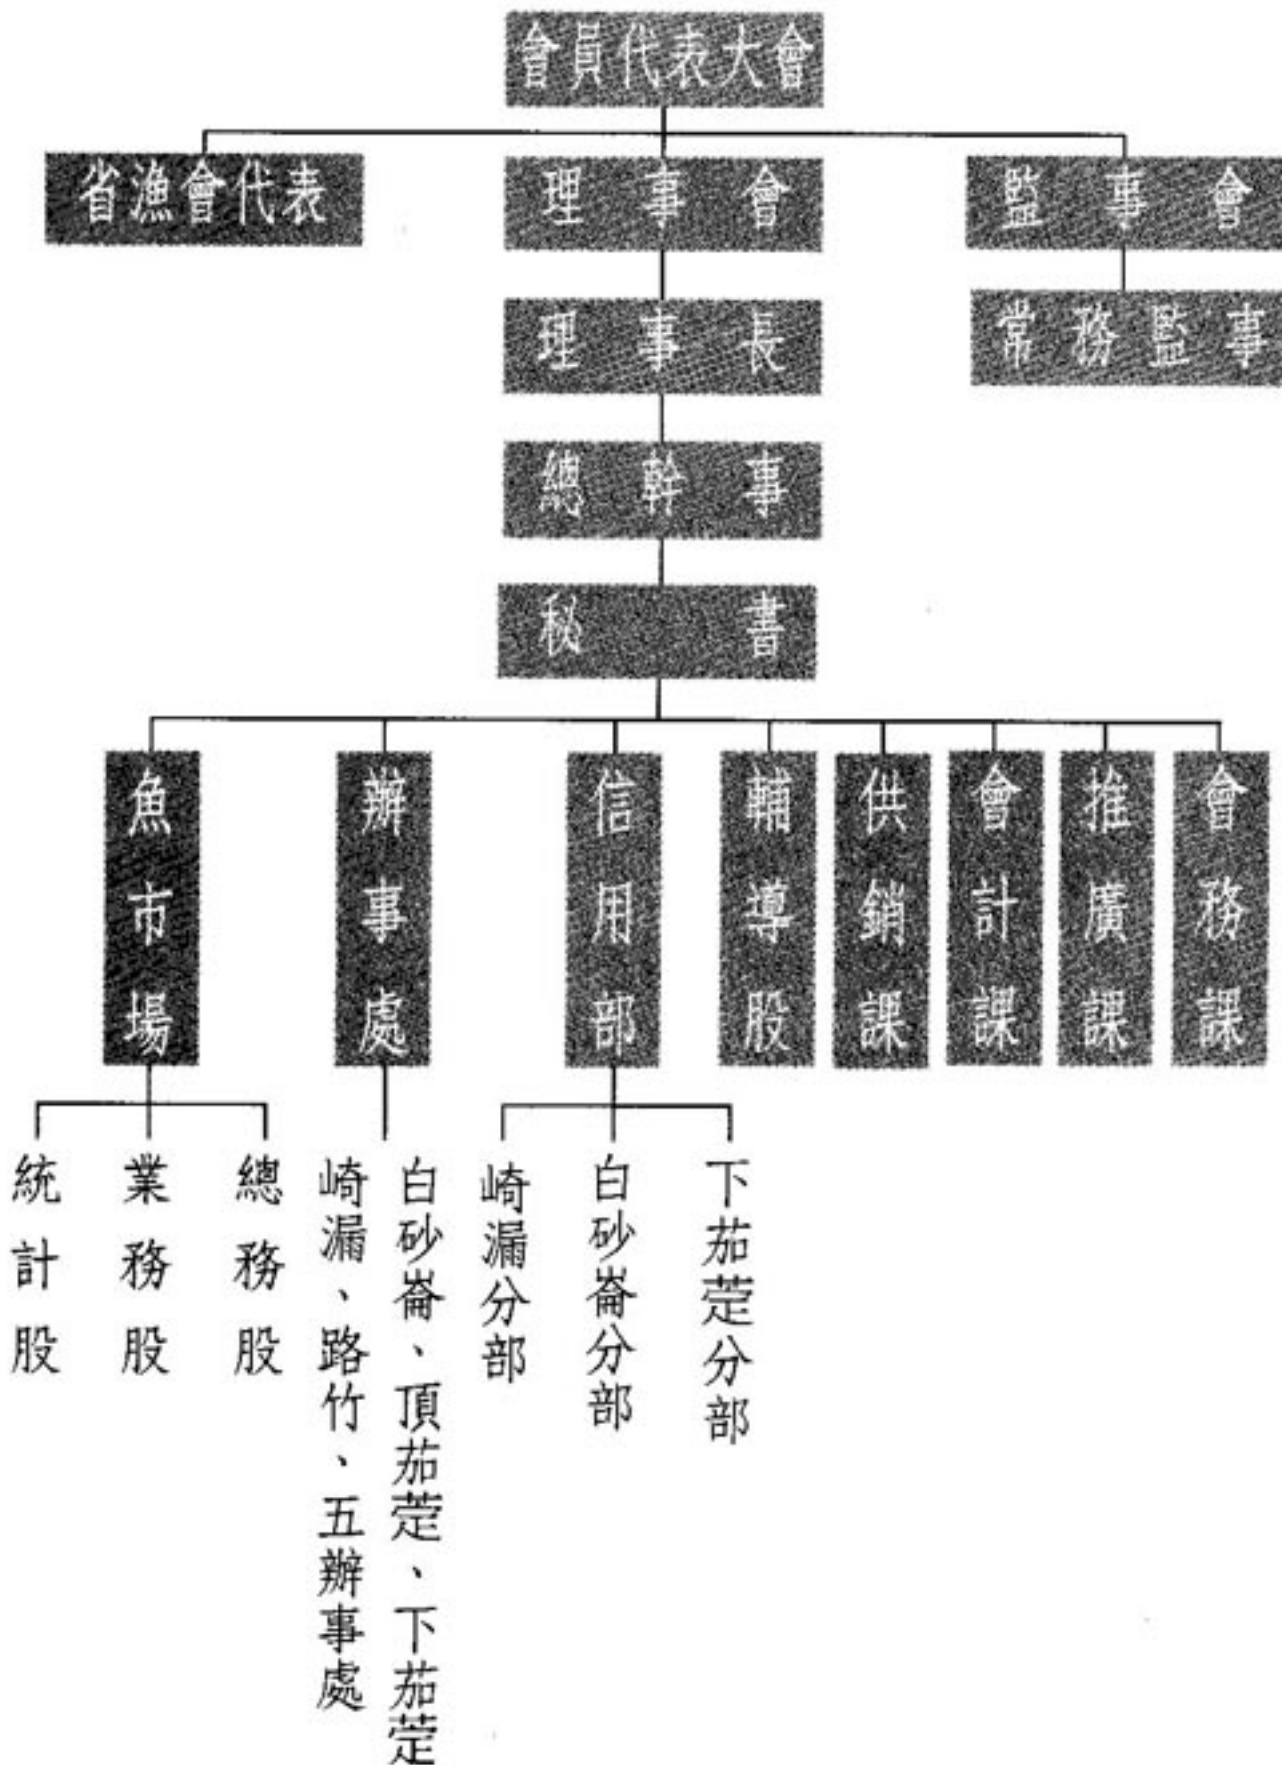 會員代表大會
省漁會代表
理事會
監事會
理事長
常務監事
總幹事
秘書
會務課
推廣課
會計課
供銷課
輔導股
信用部
辦事處
魚市場
下茄萣分部
白砂崙分部
崎漏分部
白砂崙、頂茄萣、下茄萣
崎漏、路竹、五辦事處
總務股
業務股
統計股